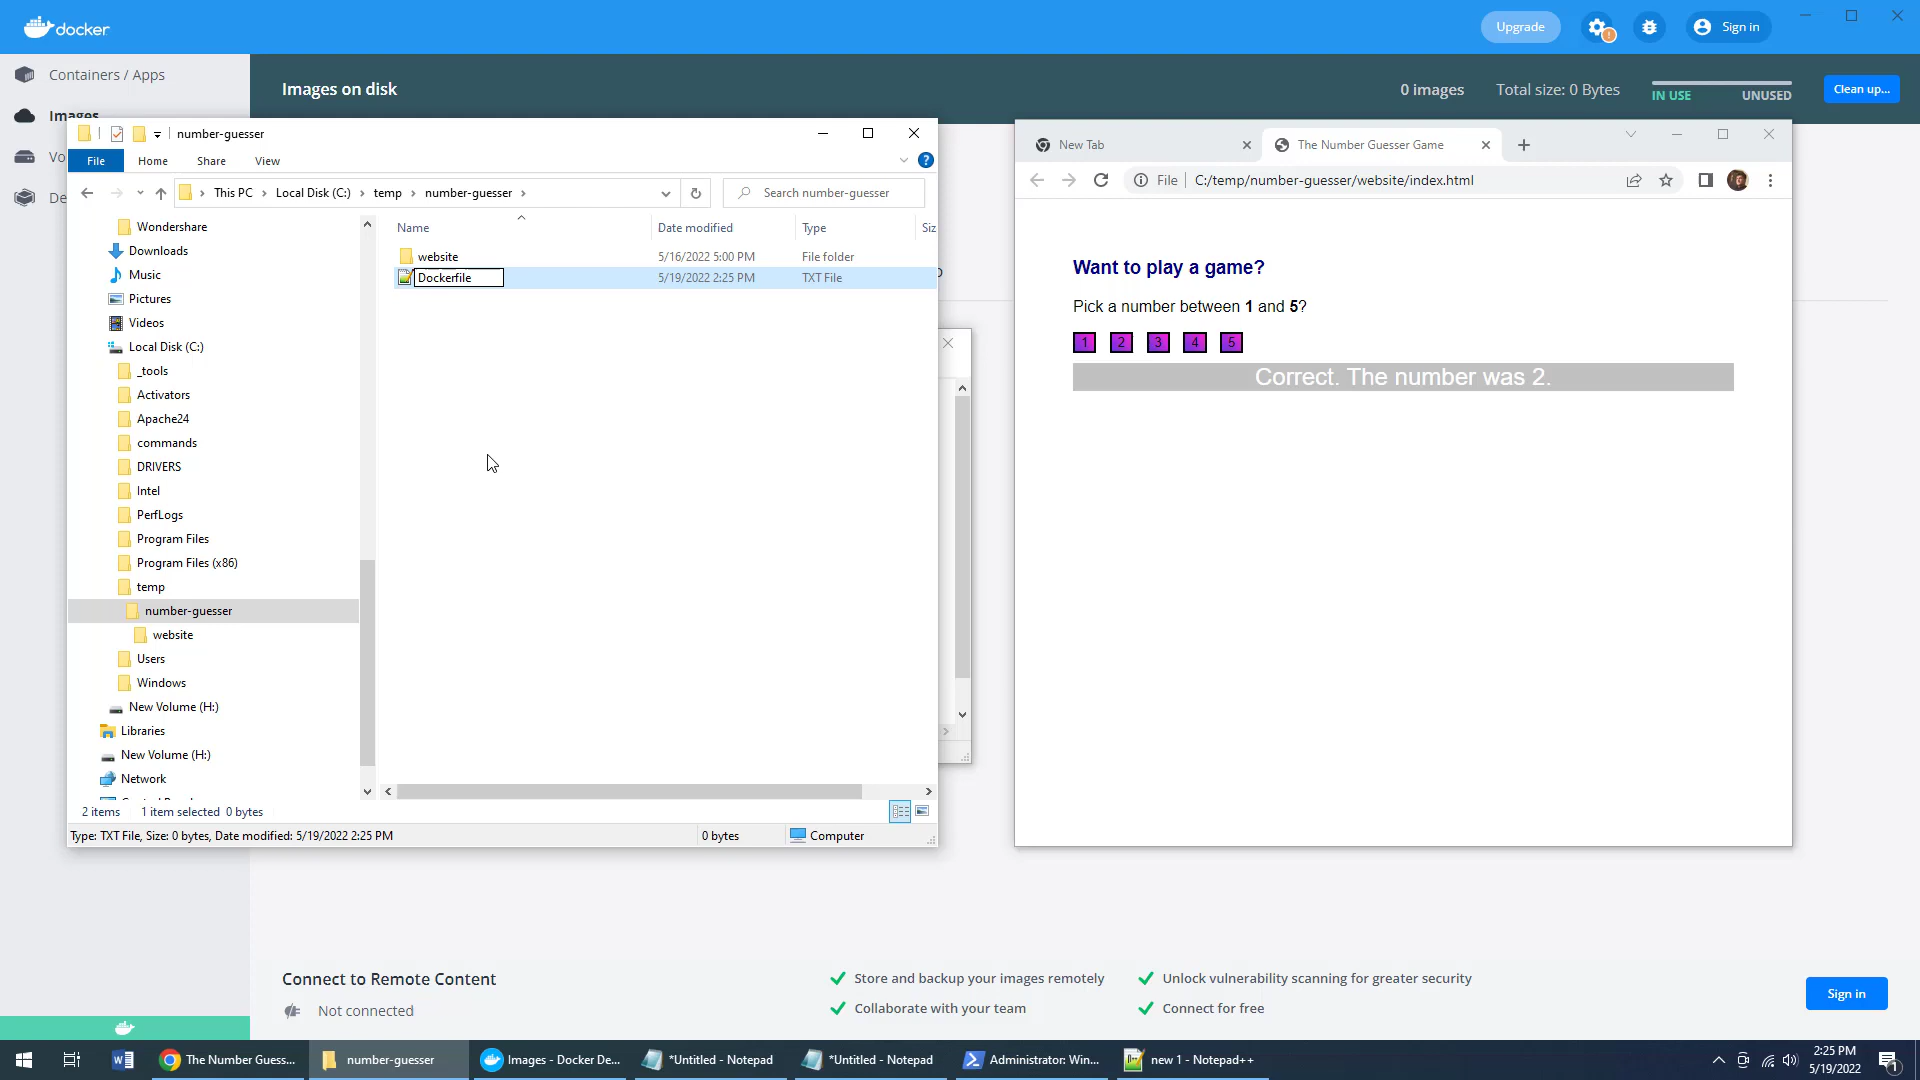 docker
Upgrade
Sign in
Containers / Apps
Images
Vo
De
Images on disk
0 images
Total size: 0 Bytes
IN USE
UNUSED
Clean up...
number-guesser
File
Home
Share
View
This PC
Local Disk (C:)
temp
number-guesser
Search number-guesser
Name
Date modified
Type
Siz
website
5/16/2022 5:00 PM
File folder
Dockerfile
5/19/2022 2:25 PM
TXT File
Wondershare
Downloads
Music
Pictures
Videos
Local Disk (C:)
_tools
Activators
Apache24
commands
DRIVERS
Intel
PerfLogs
Program Files
Program Files (x86)
temp
number-guesser
website
Users
Windows
New Volume (H:)
Libraries
New Volume (H:)
Network
2 items
1 item selected 0 bytes
Type: TXT File, Size: 0 bytes, Date modified: 5/19/2022 2:25 PM
0 bytes
Computer
New Tab
The Number Guesser Game
File
C:/temp/number-guesser/website/index.html
Want to play a game?
Pick a number between 1 and 5?
1 2 3 4 5
Correct. The number was 2.
Connect to Remote Content
Not connected
Store and backup your images remotely
Collaborate with your team
Unlock vulnerability scanning for greater security
Connect for free
Sign in
The Number Guess...
number-guesser
Images - Docker De...
*Untitled - Notepad
*Untitled - Notepad
Administrator: Win...
new 1 - Notepad++
2:25 PM
5/19/2022
1